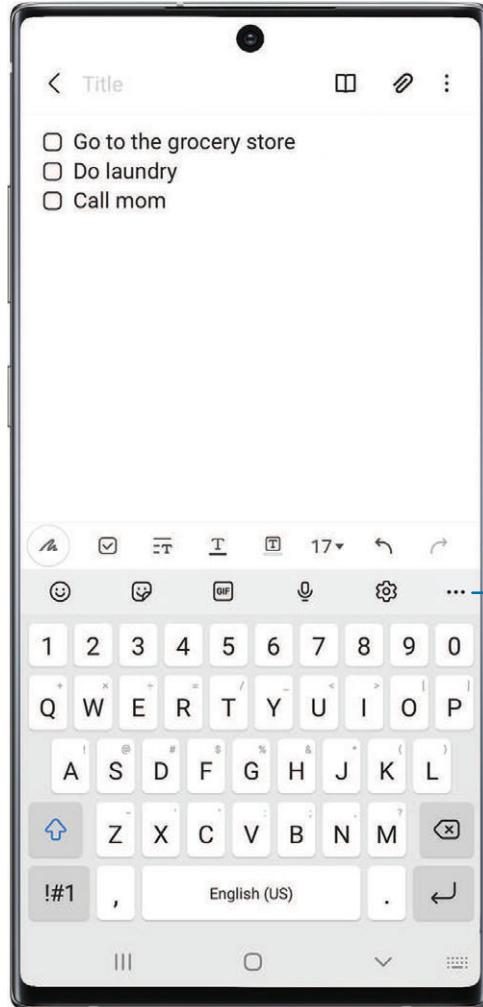 Title
Go to the grocery store
Do laundry
Call mom
T T T 17
GIF
1 2 3 4 5 6 7 8 9 0
Q W E R T Y U I O P
A S D F G H J K L
Z X C V B N M
!#1 , English (US) .